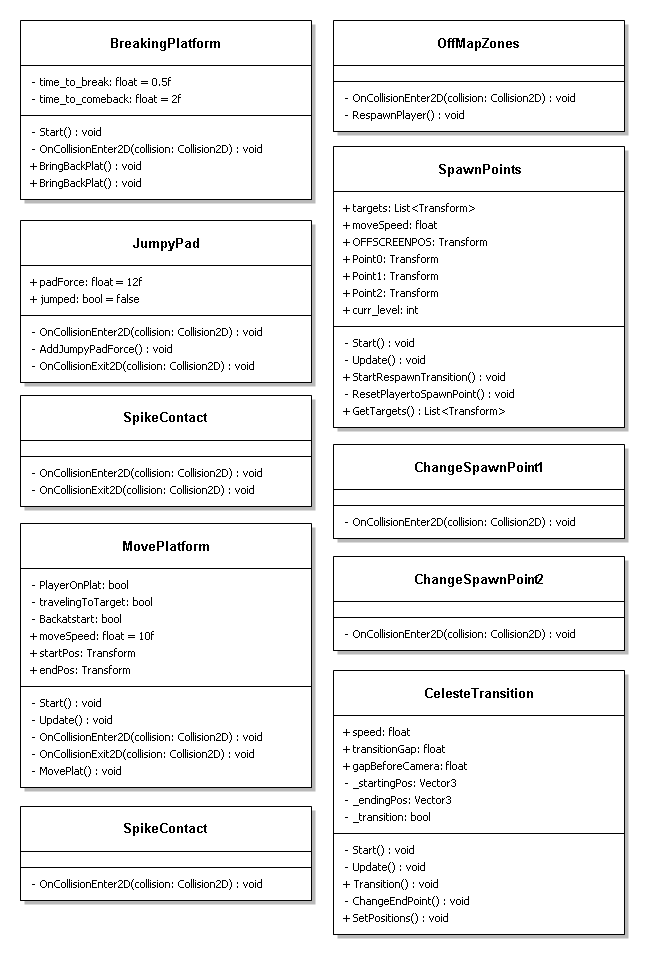 BreakingPlatform
- time_to_break: float = 0.5f
- time_to_comeback: float = 2f
- Start() : void
- OnCollisionEnter2D(collision: Collision2D) : void
+ BringBackPlat() : void
+ BringBackPlat() : void
JumpyPad
+ padForce: float = 12f
+ jumped: bool = false
- OnCollisionEnter2D(collision: Collision2D) : void
- AddJumpyPadForce() : void
- OnCollisionExit2D(collision: Collision2D) : void
SpikeContact
- OnCollisionEnter2D(collision: Collision2D) : void
- OnCollisionExit2D(collision: Collision2D) : void
MovePlatform
- PlayerOnPlat: bool
- travelingToTarget: bool
- Backatstart: bool
+ moveSpeed: float = 10f
+ startPos: Transform
+ endPos: Transform
- Start() : void
- Update() : void
- OnCollisionEnter2D(collision: Collision2D) : void
- OnCollisionExit2D(collision: Collision2D) : void
- MovePlat() : void
SpikeContact
- OnCollisionEnter2D(collision: Collision2D) : void
OffMapZones
- OnCollisionEnter2D(collision: Collision2D) : void
- RespawnPlayer() : void
SpawnPoints
+ targets: List<Transform>
+ moveSpeed: float
+ OFFSCREENPOS: Transform
+ Point0: Transform
+ Point1: Transform
+ Point2: Transform
+ curr_level: int
- Start() : void
- Update() : void
+ StartRespawnTransition() : void
- ResetPlayertoSpawnPoint() : void
+ GetTargets() : List<Transform>
ChangeSpawnPoint1
- OnCollisionEnter2D(collision: Collision2D) : void
ChangeSpawnPoint2
- OnCollisionEnter2D(collision: Collision2D) : void
CelesteTransition
+ speed: float
+ transitionGap: float
+ gapBeforeCamera: float
- _startingPos: Vector3
- _endingPos: Vector3
- _transition: bool
- Start() : void
- Update() : void
+ Transition() : void
- ChangeEndPoint() : void
+ SetPositions() : void